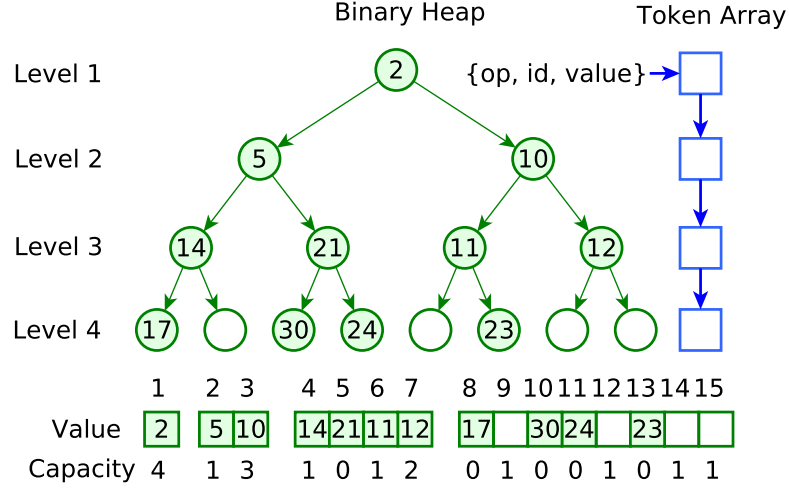 Binary Heap
Token Array
Level 1
2
{op, id, value}
Level 2
5 10
Level 3
14 21 11 12
Level 4
17 30 24 23
1 2 3 4 5 6 7 8 9 10 11 12 13 14 15
Value 2 5 10 14 21 11 12 17 30 24 23
Capacity 4 1 3 1 0 1 2 0 1 0 0 1 0 1 1